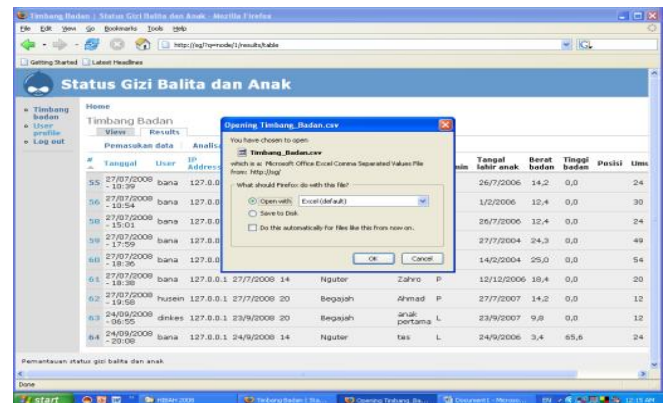 Timbang Badan | Status Gizi Balita dan Anak - Mozilla Firefox
File Edit View Go Bookmarks Tools Help
http://sg/?q=node/1/results/table
Getting Started Latest Headlines
Status Gizi Balita dan Anak
Timbang badan
User profile
Log out
Home
Timbang Badan
View Results
Pemasukan data Analisa
# Tanggal User IP Address min Tangal lahir anak Berat badan Tinggi badan Posisi Umu
55 27/07/2008 - 10:39 bana 127.0.0 26/7/2006 14,2 0,0 24
56 27/07/2008 - 10:54 bana 127.0.0 1/2/2006 12,4 0,0 30
58 27/07/2008 - 15:01 bana 127.0.0 26/7/2006 12,4 0,0 24
59 27/07/2008 - 17:59 bana 127.0.0 27/7/2004 24,3 0,0 49
60 27/07/2008 - 18:36 bana 127.0.0 14/2/2004 25,0 0,0 54
61 27/07/2008 - 18:38 bana 127.0.0.1 27/7/2008 14 Nguter Zahro P 12/12/2006 18,4 0,0 20
62 27/07/2008 - 19:58 husein 127.0.0.1 27/7/2008 20 Begajah Ahmad P 27/7/2007 14,2 0,0 12
63 24/09/2008 - 06:55 dinkes 127.0.0.1 23/9/2008 20 Begajah anak pertama L 23/9/2007 9,8 0,0 12
64 24/09/2008 - 20:08 bana 127.0.0.1 24/9/2008 14 Nguter tes L 24/9/2006 3,4 65,6 24
Pemantauan status gizi balita dan anak
Opening Timbang_Badan.csv
You have chosen to open
Timbang_Badan.csv
which is a: Microsoft Office Excel Comma Separated Values File
from: http://sg/
What should Firefox do with this file?
Open with Excel (default)
Save to Disk
Do this automatically for files like this from now on.
OK Cancel
Done
start HIBAH 2008 Timbang Badan | Sta... Opening Timbang_Ba... Document1 - Microso... EN 12:15 AM